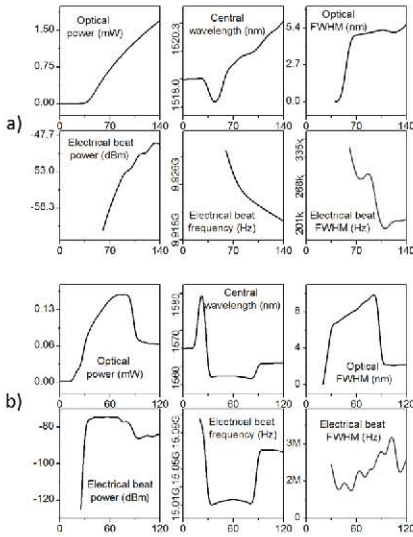 a)
1.50
0.75
0.00
Optical
power (mW)
0 70 140
1520.3
1518.0
Central
wavelength (nm)
0 70 140
5.4
2.7
0.0
Optical
FWHM (nm)
0 70 140
-47.7
-53.0
-58.3
Electrical beat
power (dBm)
0 70 140
9.926G
9.918G
Electrical beat
frequency (Hz)
0 70 140
335k
268k
201k
Electrical beat
FWHM (Hz)
0 70 140
b)
0.13
0.06
0.00
Optical
power (mW)
0 60 120
1580
1570
1560
Central
wavelength (nm)
0 60 120
8
4
0
Optical
FWHM (nm)
0 60 120
-80
-100
-120
Electrical beat
power (dBm)
0 60 120
15.09G
15.05G
15.01G
Electrical beat
frequency (Hz)
0 60 120
3M
2M
0
Electrical beat
FWHM (Hz)
0 60 120